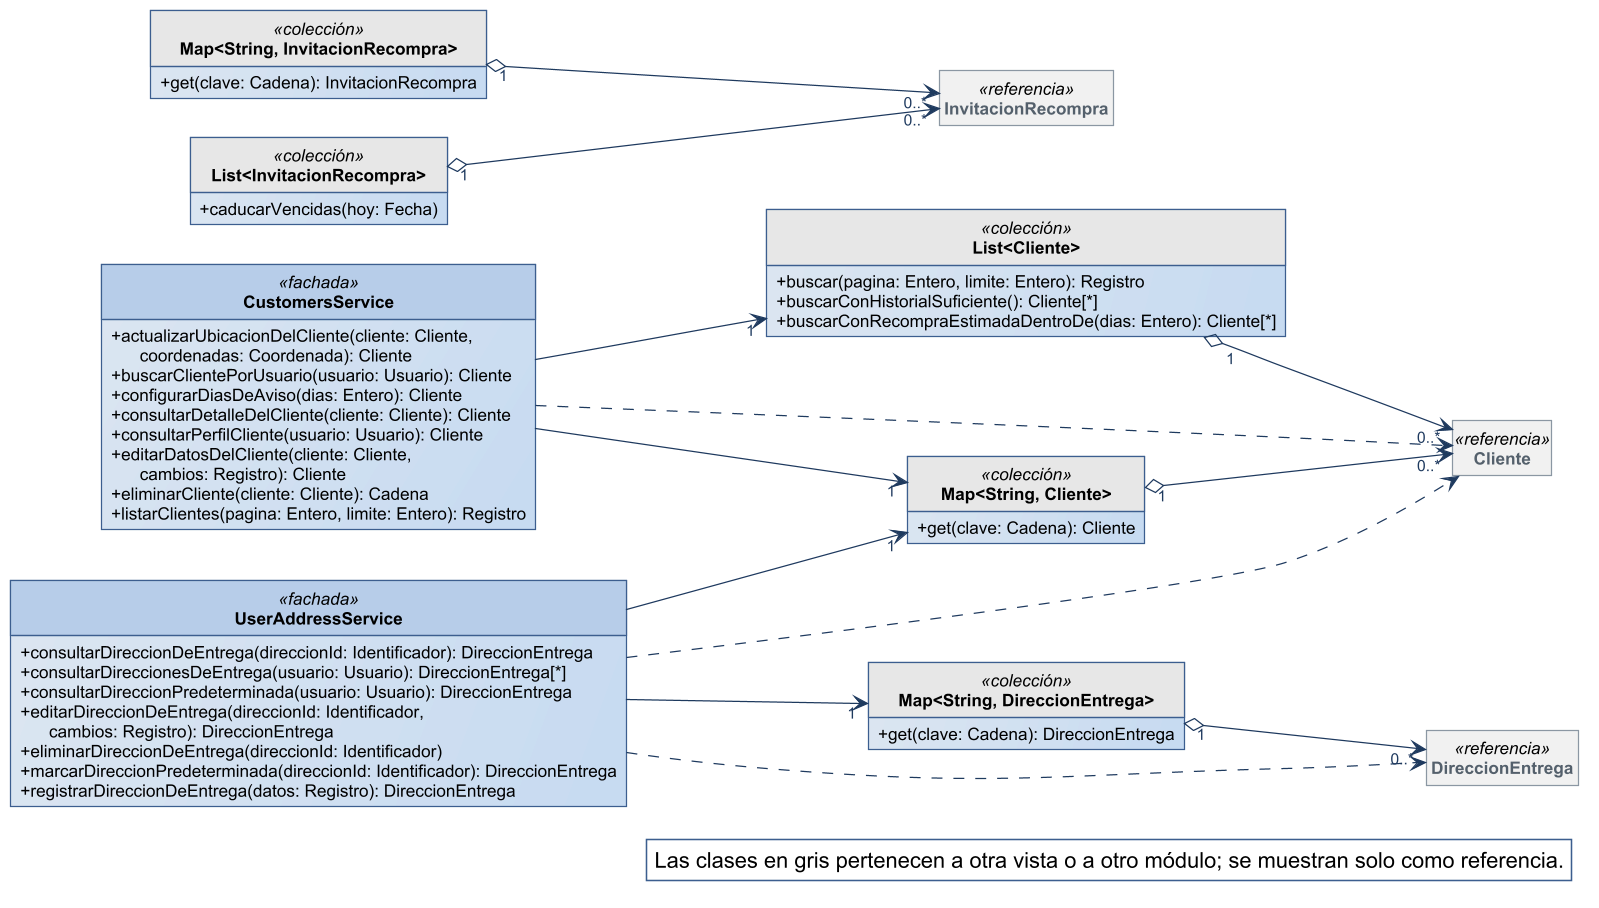 «colección»
Map<String, InvitacionRecompra>
+get(clave: Cadena): InvitacionRecompra
1
0..*
«referencia»
InvitacionRecompra
0..*
«colección»
List<InvitacionRecompra>
+caducarVencidas(hoy: Fecha)
1
«colección»
List<Cliente>
+buscar(pagina: Entero, limite: Entero): Registro
+buscarConHistorialSuficiente(): Cliente[*]
+buscarConRecompraEstimadaDentroDe(dias: Entero): Cliente[*]
1
1
«fachada»
CustomersService
+actualizarUbicacionDelCliente(cliente: Cliente,
coordenadas: Coordenada): Cliente
+buscarClientePorUsuario(usuario: Usuario): Cliente
+configurarDiasDeAviso(dias: Entero): Cliente
+consultarDetalleDelCliente(cliente: Cliente): Cliente
+consultarPerfilCliente(usuario: Usuario): Cliente
+editarDatosDelCliente(cliente: Cliente,
cambios: Registro): Cliente
+eliminarCliente(cliente: Cliente): Cadena
+listarClientes(pagina: Entero, limite: Entero): Registro
0..*
«referencia»
Cliente
0..*
«colección»
Map<String, Cliente>
+get(clave: Cadena): Cliente
1
1
1
«fachada»
UserAddressService
+consultarDireccionDeEntrega(direccionId: Identificador): DireccionEntrega
+consultarDireccionesDeEntrega(usuario: Usuario): DireccionEntrega[*]
+consultarDireccionPredeterminada(usuario: Usuario): DireccionEntrega
+editarDireccionDeEntrega(direccionId: Identificador,
cambios: Registro): DireccionEntrega
+eliminarDireccionDeEntrega(direccionId: Identificador)
+marcarDireccionPredeterminada(direccionId: Identificador): DireccionEntrega
+registrarDireccionDeEntrega(datos: Registro): DireccionEntrega
«colección»
Map<String, DireccionEntrega>
+get(clave: Cadena): DireccionEntrega
1
1
0..*
«referencia»
DireccionEntrega
Las clases en gris pertenecen a otra vista o a otro módulo; se muestran solo como referencia.